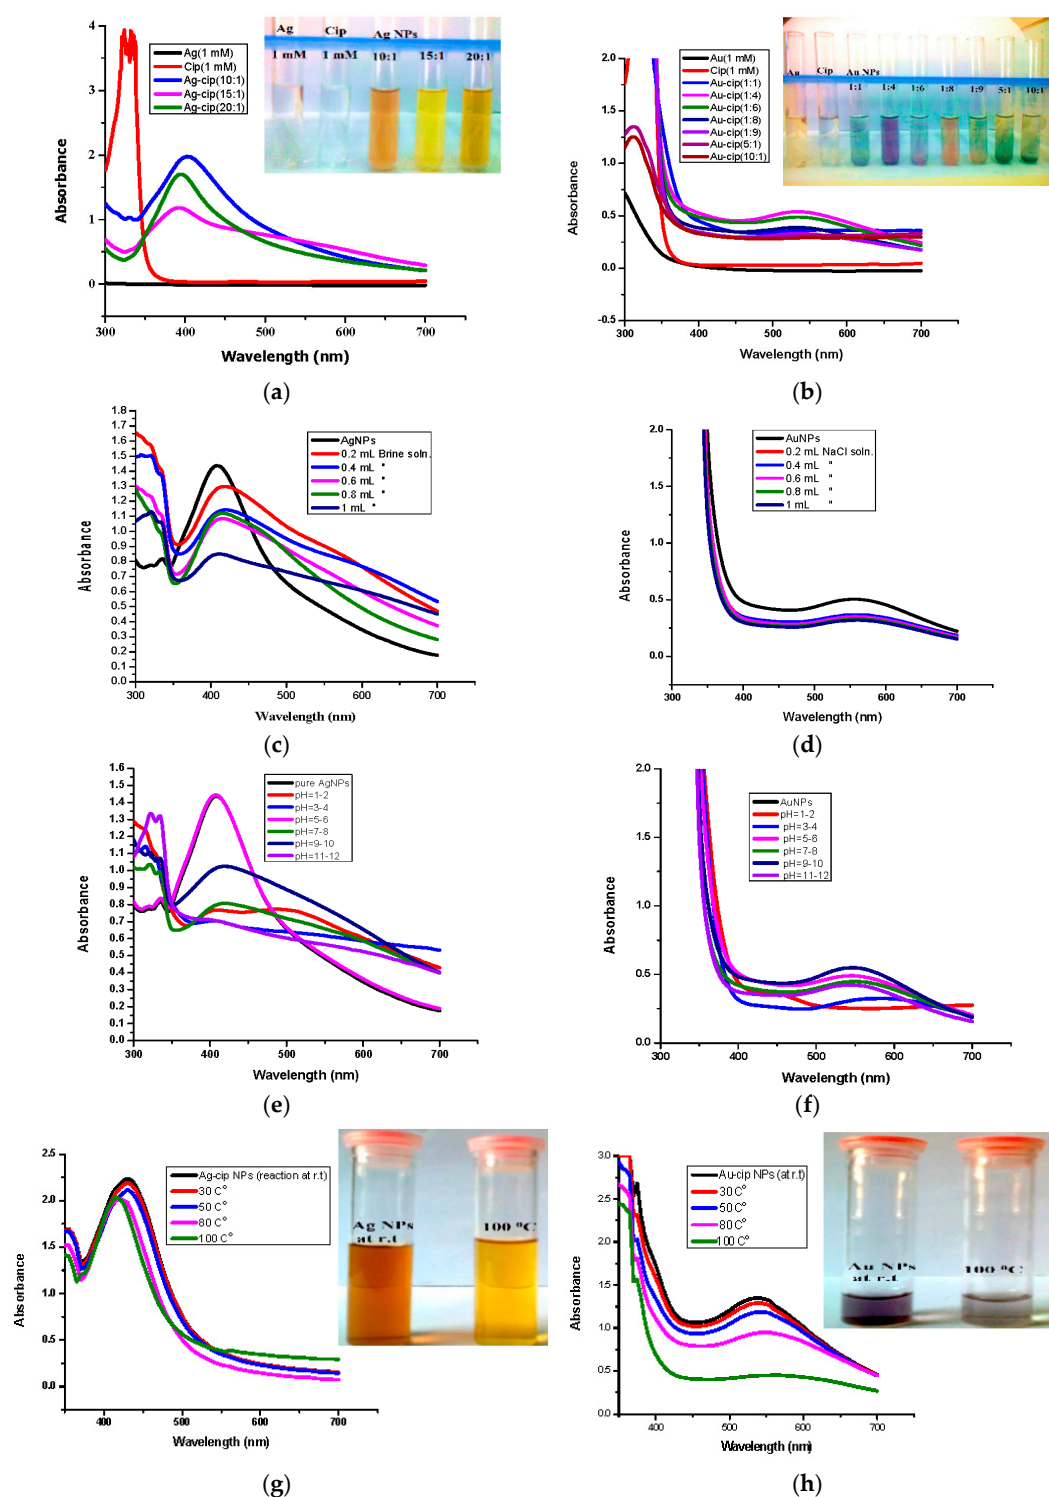 Ag Cip Ag NPs
1 mM 1 mM 10:1 15:1 20:1
Ag(1 mM)
Cip(1 mM)
Ag-cip(10:1)
Ag-cip(15:1)
Ag-cip(20:1)
4
3
2
1
0
300 400 500 600 700
Absorbance
Wavelength (nm)
(a)
Au Cip Au NPs
1:1 1:4 1:6 1:8 1:9 5:1 10:1
Au(1 mM)
Cip(1 mM)
Au-cip(1:1)
Au-cip(1:4)
Au-cip(1:6)
Au-cip(1:8)
Au-cip(1:9)
Au-cip(5:1)
Au-cip(10:1)
2.0
1.5
1.0
0.5
0.0
-0.5
300 400 500 600 700
Absorbance
Wavelength (nm)
(b)
AgNPs
0.2 mL Brine soln.
0.4 mL "
0.6 mL "
0.8 mL "
1 mL "
1.8
1.7
1.6
1.5
1.4
1.3
1.2
1.1
1.0
0.9
0.8
0.7
0.6
0.5
0.4
0.3
0.2
0.1
0.0
300 400 500 600 700
Absorbance
Wavelength (nm)
(c)
AuNPs
0.2 mL NaCl soln.
0.4 mL "
0.6 mL "
0.8 mL "
1 mL "
2.0
1.5
1.0
0.5
0.0
300 400 500 600 700
Absorbance
Wavelength (nm)
(d)
pure AgNPs
pH=1-2
pH=3-4
pH=5-6
pH=7-8
pH=9-10
pH=11-12
1.6
1.5
1.4
1.3
1.2
1.1
1.0
0.9
0.8
0.7
0.6
0.5
0.4
0.3
0.2
0.1
0.0
300 400 500 600 700
Absorbance
Wavelength (nm)
(e)
AuNPs
pH=1-2
pH=3-4
pH=5-6
pH=7-8
pH=9-10
pH=11-12
2.0
1.5
1.0
0.5
0.0
300 400 500 600 700
Absorbance
Wavelength (nm)
(f)
Ag-cip NPs (reaction at r.t)
30 C°
50 C°
80 C°
100 C°
Ag NPs
at r.t
100 °C
2.5
2.0
1.5
1.0
0.5
0.0
400 500 600 700
Absorbance
Wavelength (nm)
(g)
Au-cip NPs (at r.t)
30 C°
50 C°
80 C°
100 C°
Au NPs
at r.t
100 °C
3.0
2.5
2.0
1.5
1.0
0.5
0.0
400 500 600 700
Absorbance
Wavelength (nm)
(h)